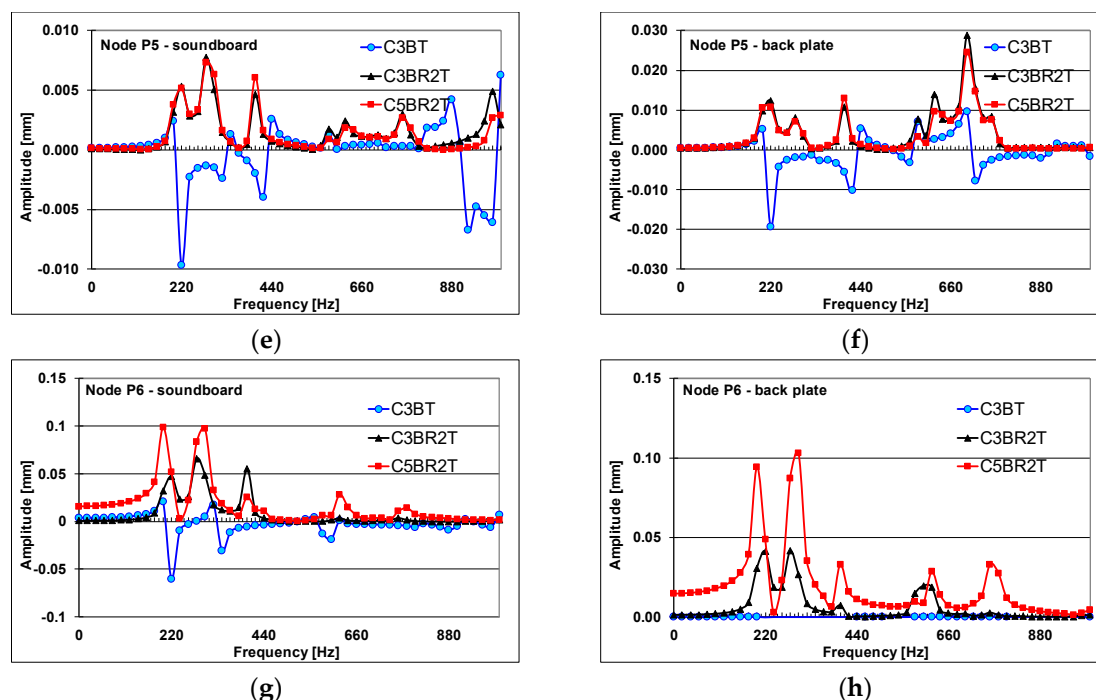 Node P5 - soundboard
C3BT
C3BR2T
C5BR2T
Amplitude [mm]
0.010
0.005
0.000
-0.005
-0.010
0 220 440 660 880
Frequency [Hz]
(e)
Node P5 - back plate
C3BT
C3BR2T
C5BR2T
Amplitude [mm]
0.030
0.020
0.010
0.000
-0.010
-0.020
-0.030
0 220 440 660 880
Frequency [Hz]
(f)
Node P6 - soundboard
C3BT
C3BR2T
C5BR2T
Amplitude [mm]
0.15
0.1
0.05
0
-0.05
-0.1
0 220 440 660 880
Frequency [Hz]
(g)
Node P6 - back plate
C3BT
C3BR2T
C5BR2T
Amplitude [mm]
0.15
0.10
0.05
0.00
0 220 440 660 880
Frequency [Hz]
(h)